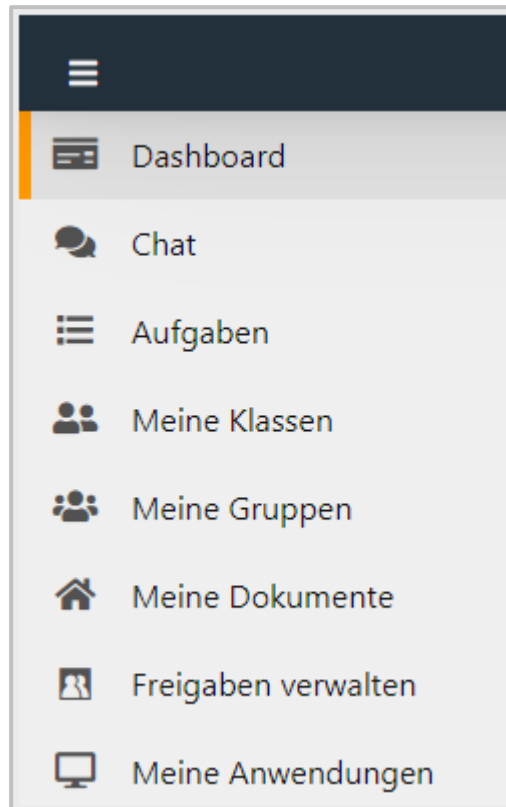 Dashboard
Chat
Aufgaben
Meine Klassen
Meine Gruppen
Meine Dokumente
Freigaben verwalten
Meine Anwendungen